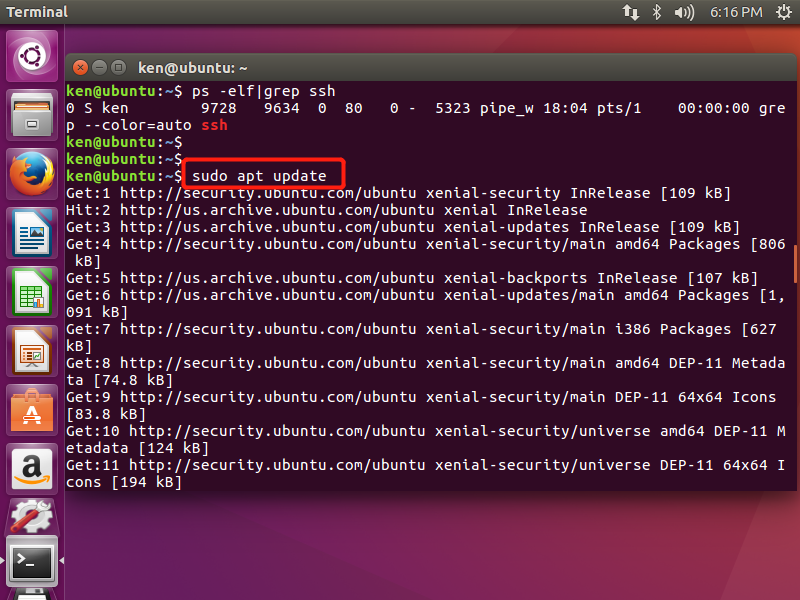 Terminal
6:16 PM
ken@ubuntu: ~
ken@ubuntu:~$ ps -elf|grep ssh
0 S ken        9728   9634  0  80   0 -  5323 pipe_w 18:04 pts/1    00:00:00 gre
p --color=auto ssh
ken@ubuntu:~$
ken@ubuntu:~$
ken@ubuntu:~$ sudo apt update
Get:1 http://security.ubuntu.com/ubuntu xenial-security InRelease [109 kB]
Hit:2 http://us.archive.ubuntu.com/ubuntu xenial InRelease
Get:3 http://us.archive.ubuntu.com/ubuntu xenial-updates InRelease [109 kB]
Get:4 http://security.ubuntu.com/ubuntu xenial-security/main amd64 Packages [806
 kB]
Get:5 http://us.archive.ubuntu.com/ubuntu xenial-backports InRelease [107 kB]
Get:6 http://us.archive.ubuntu.com/ubuntu xenial-updates/main amd64 Packages [1,
091 kB]
Get:7 http://security.ubuntu.com/ubuntu xenial-security/main i386 Packages [627
kB]
Get:8 http://security.ubuntu.com/ubuntu xenial-security/main amd64 DEP-11 Metada
ta [74.8 kB]
Get:9 http://security.ubuntu.com/ubuntu xenial-security/main DEP-11 64x64 Icons
[83.8 kB]
Get:10 http://security.ubuntu.com/ubuntu xenial-security/universe amd64 DEP-11 M
etadata [124 kB]
Get:11 http://security.ubuntu.com/ubuntu xenial-security/universe DEP-11 64x64 I
cons [194 kB]